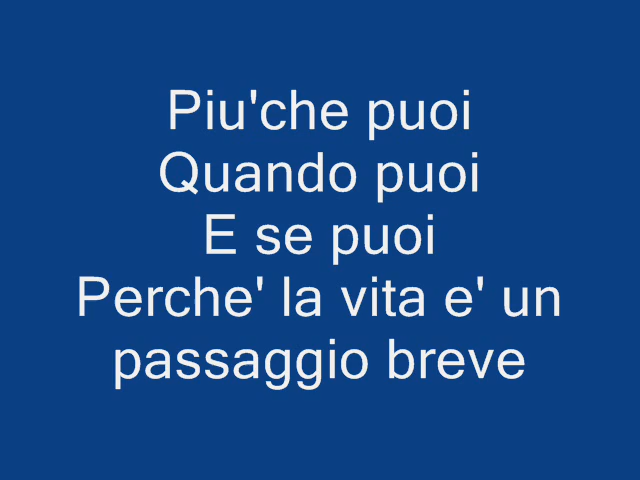 Piu'che puoi
Quando puoi
E se puoi
Perche' la vita e' un
passaggio breve